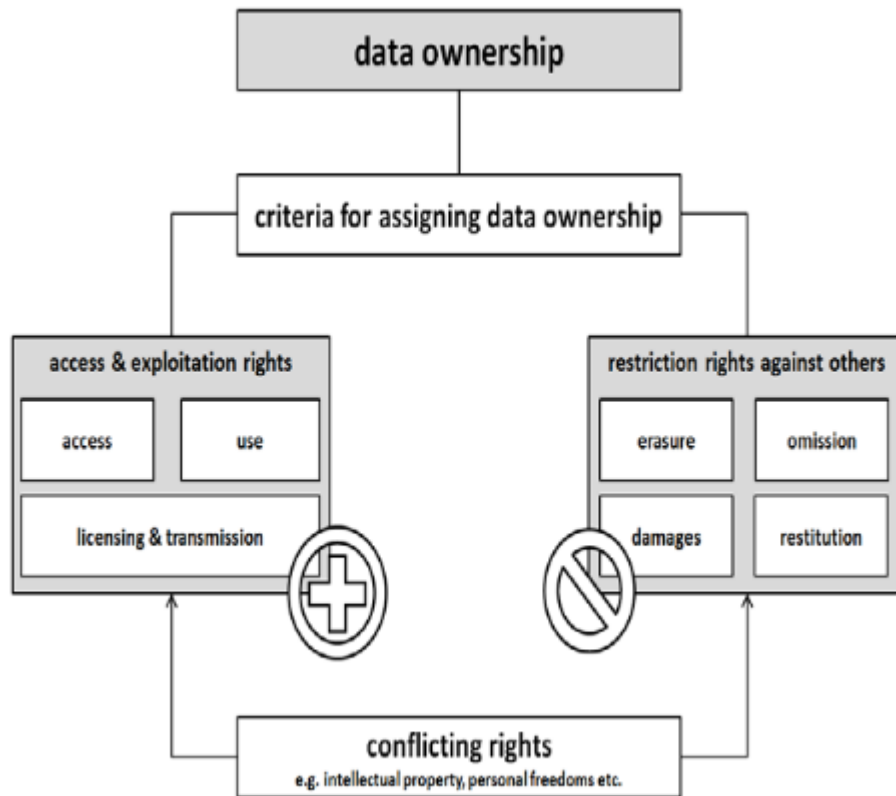 data ownership
criteria for assigning data ownership
access & exploitation rights
access
use
licensing & transmission
restriction rights against others
erasure
omission
damages
restitution
conflicting rights
e.g. intellectual property, personal freedoms etc.